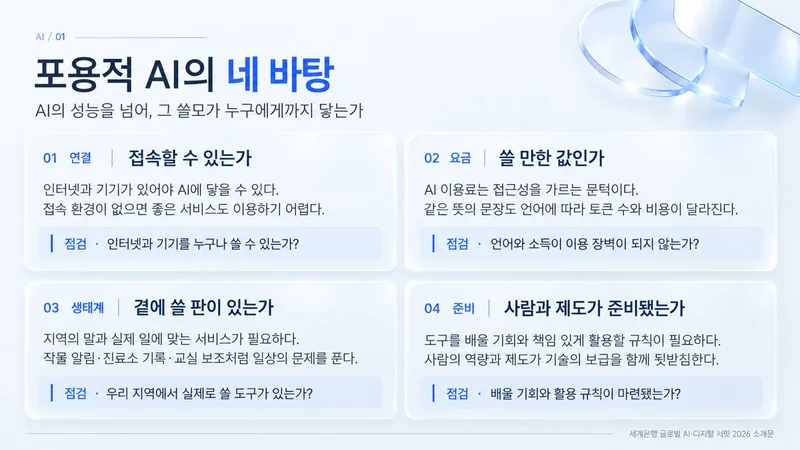 AI / 01
포용적 AI의 네 바탕
AI의 성능을 넘어, 그 쓸모가 누구에게까지 닿는가
01 연결 접속할 수 있는가
인터넷과 기기가 있어야 AI에 닿을 수 있다.
접속 환경이 없으면 좋은 서비스도 이용하기 어렵다.
점검 · 인터넷과 기기를 누구나 쓸 수 있는가?
02 요금 쓸 만한 값인가
AI 이용료는 접근성을 가르는 문턱이다.
같은 뜻의 문장도 언어에 따라 토큰 수와 비용이 달라진다.
점검 · 언어와 소득이 이용 장벽이 되지 않는가?
03 생태계 곁에 쓸 판이 있는가
지역의 말과 실제 일에 맞는 서비스가 필요하다.
작물 알림·진료소 기록·교실 보조처럼 일상의 문제를 푼다.
점검 · 우리 지역에서 실제로 쓸 도구가 있는가?
04 준비 사람과 제도가 준비됐는가
도구를 배울 기회와 책임 있게 활용할 규칙이 필요하다.
사람의 역량과 제도가 기술의 보급을 함께 뒷받침한다.
점검 · 배울 기회와 활용 규칙이 마련됐는가?
세계은행 글로벌 AI·디지털 서밋 2026 소개문